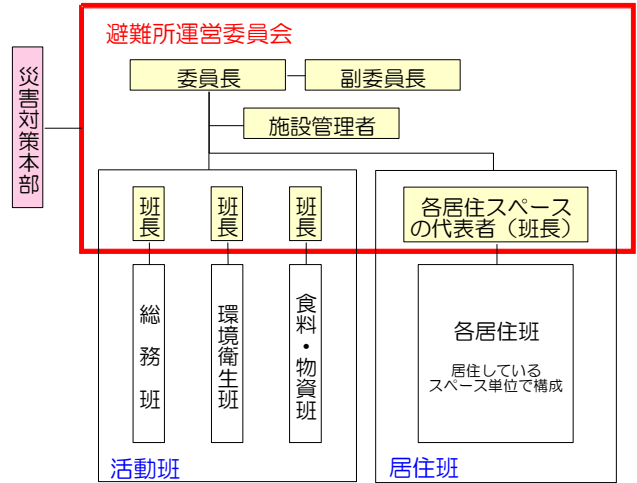 避難所運営委員会
災害対策本部
委員長
副委員長
施設管理者
班長
班長
班長
各居住スペース
の代表者（班長）
総務班
環境衛生班
食料・物資班
各居住班
居住している
スペース単位で構成
活動班
居住班